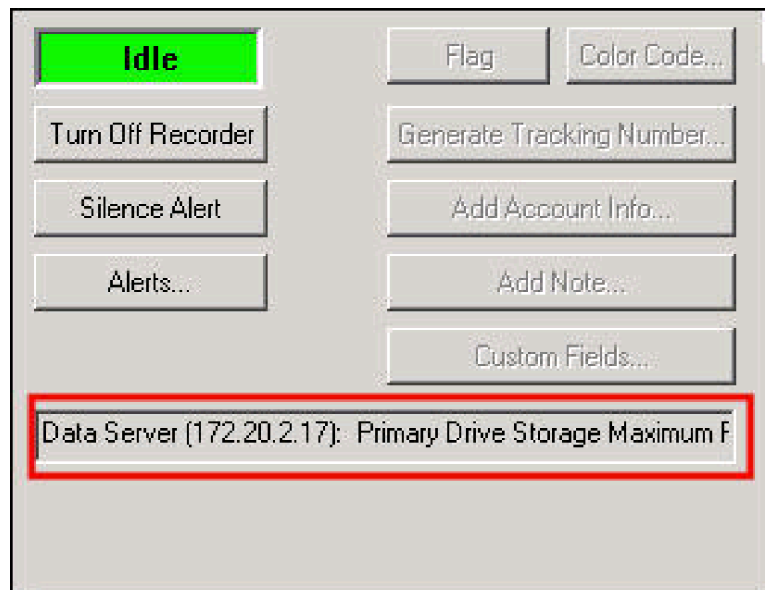 Idle
Flag
Color Code...
Turn Off Recorder
Generate Tracking Number...
Silence Alert
Add Account Info...
Alerts...
Add Note...
Custom Fields...
Data Server (172.20.2.17): Primary Drive Storage Maximum